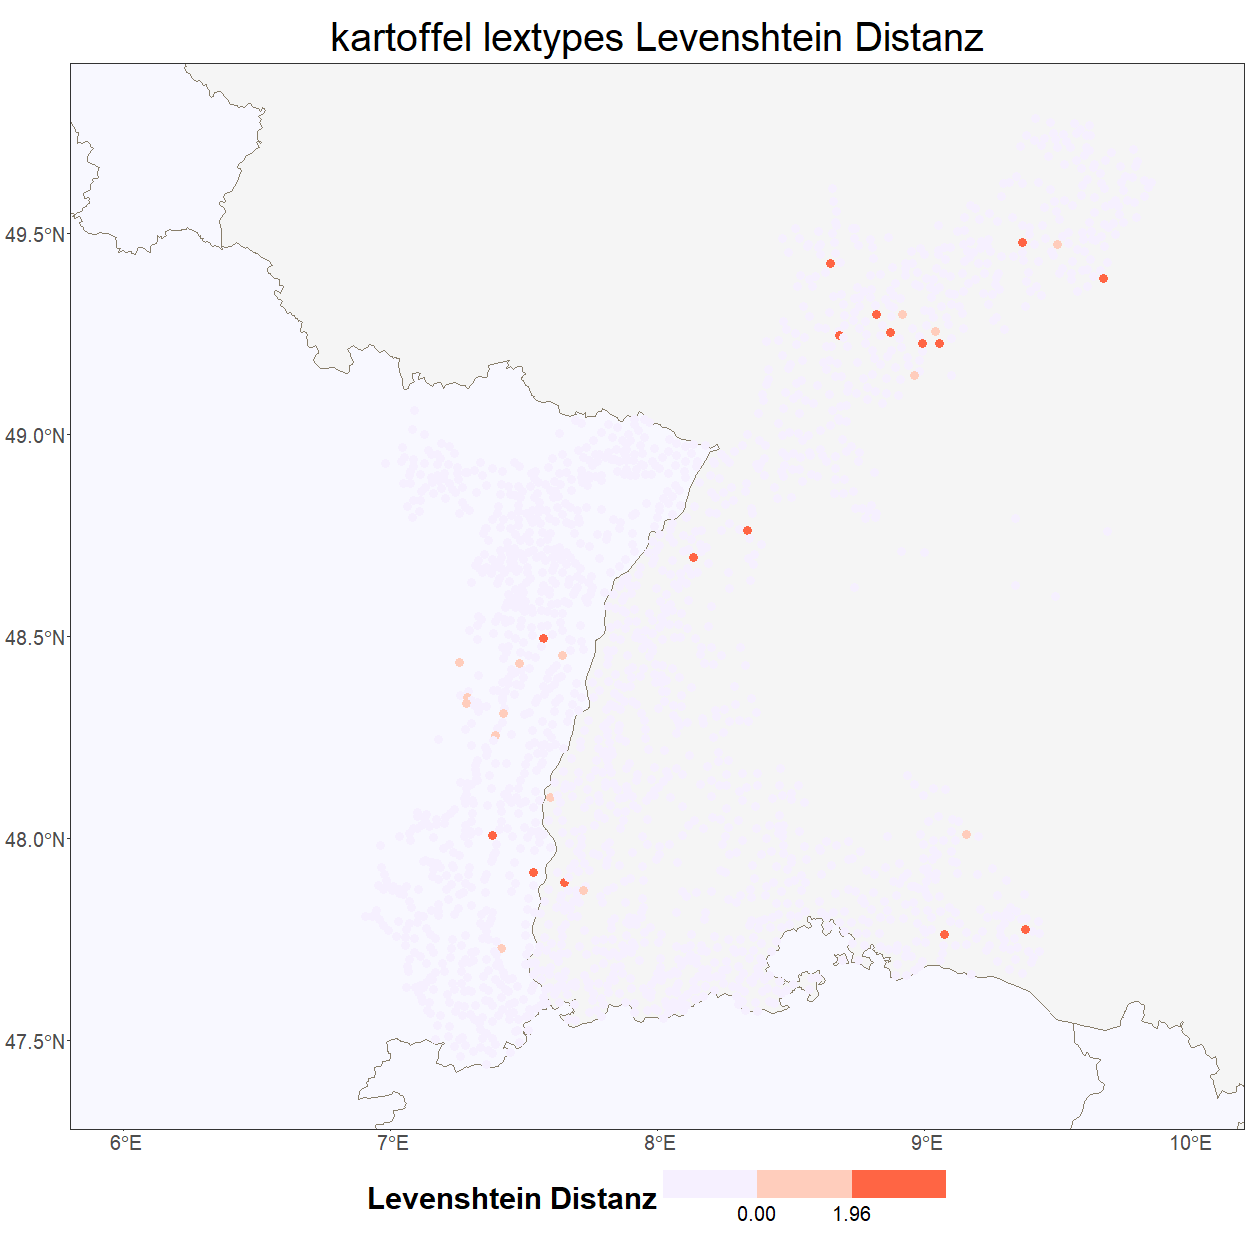 kartoffel lextypes Levenshtein Distanz
49.5°N
49.0°N
48.5°N
48.0°N
47.5°N
6°E 7°E 8°E 9°E 10°E
Levenshtein Distanz
0.00 1.96